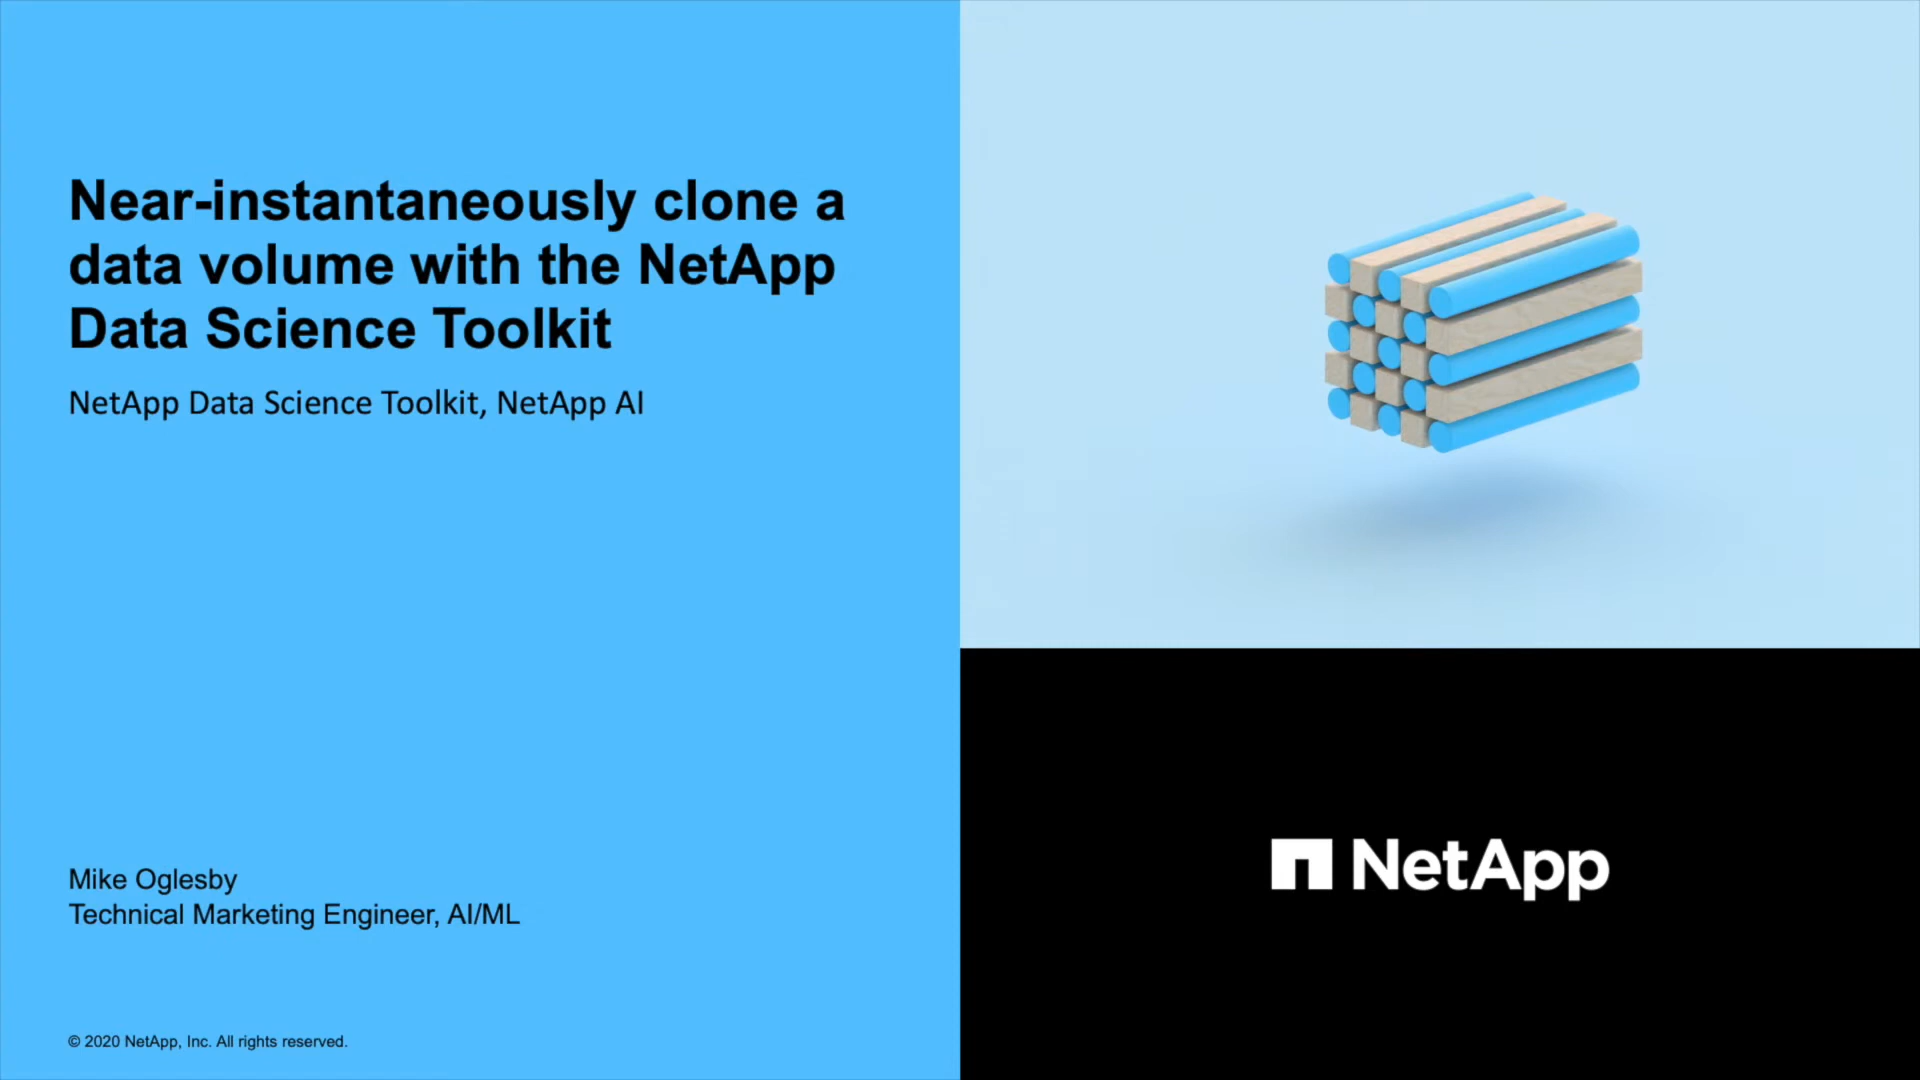 Near-instantaneously clone a
data volume with the NetApp
Data Science Toolkit
NetApp Data Science Toolkit, NetApp AI
Mike Oglesby
Technical Marketing Engineer, AI/ML
© 2020 NetApp, Inc. All rights reserved.
NetApp